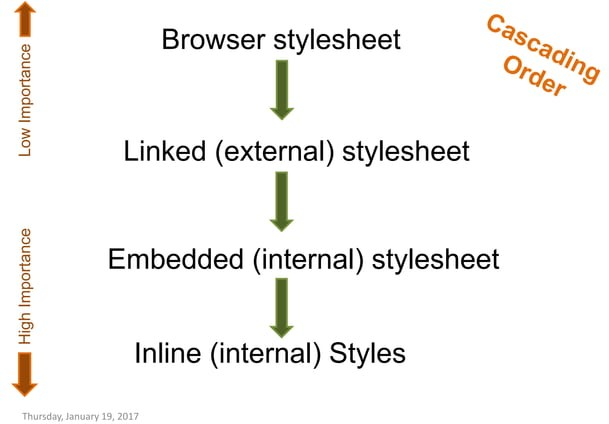 Browser stylesheet
Cascading
Order
Low Importance
Linked (external) stylesheet
High Importance
Embedded (internal) stylesheet
Inline (internal) Styles
Thursday, January 19, 2017